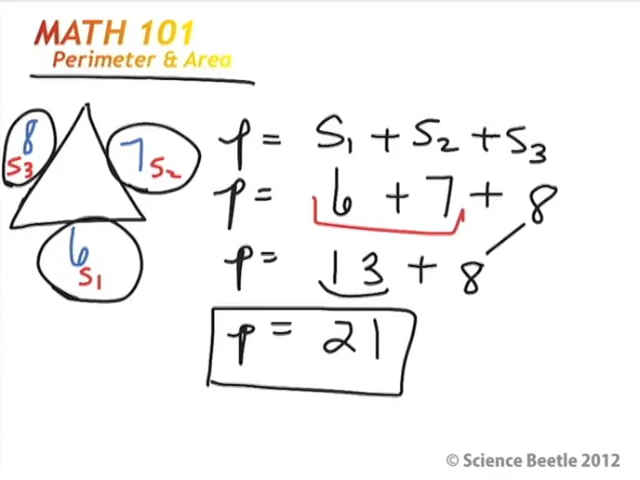 MATH 101
Perimeter & Area
8
S3
7 S2
6
S1
p = S1 + S2 + S3
p = 6 + 7 + 8
p = 13 + 8
p = 21
© Science Beetle 2012